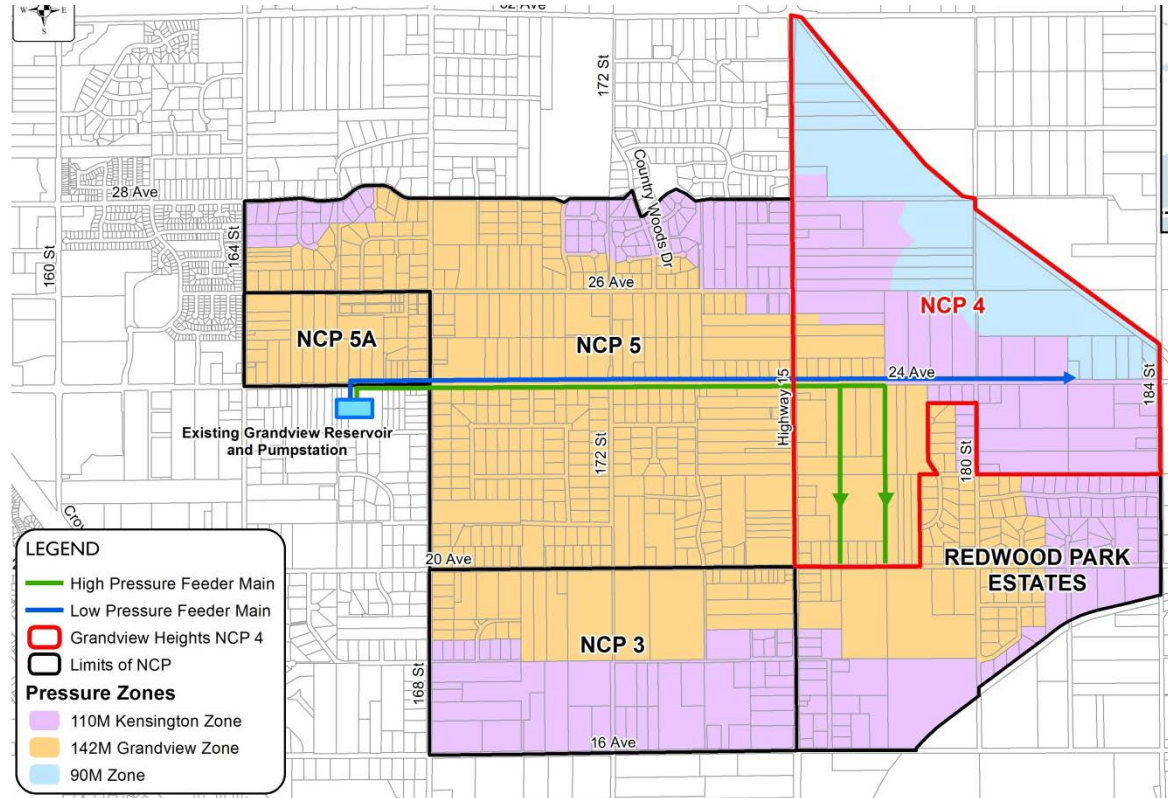 W E
S
32 Ave
172 St
Country Woods Dr
28 Ave
160 St
164 St
26 Ave
NCP 4
NCP 5A
NCP 5
Highway 15
24 Ave
184 St
Existing Grandview Reservoir
and Pumpstation
172 St
180 St
20 Ave
REDWOOD PARK
ESTATES
NCP 3
168 St
16 Ave
LEGEND
High Pressure Feeder Main
Low Pressure Feeder Main
Grandview Heights NCP 4
Limits of NCP
Pressure Zones
110M Kensington Zone
142M Grandview Zone
90M Zone